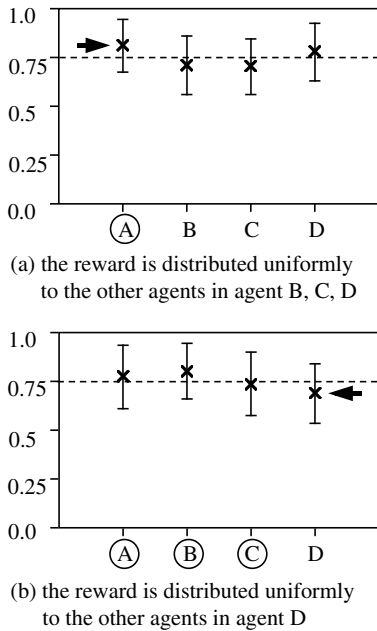 1.0
0.75
0.5
0.25
0.0
A B C D
(a) the reward is distributed uniformly
to the other agents in agent B, C, D
1.0
0.75
0.5
0.25
0.0
A B C D
(b) the reward is distributed uniformly
to the other agents in agent D